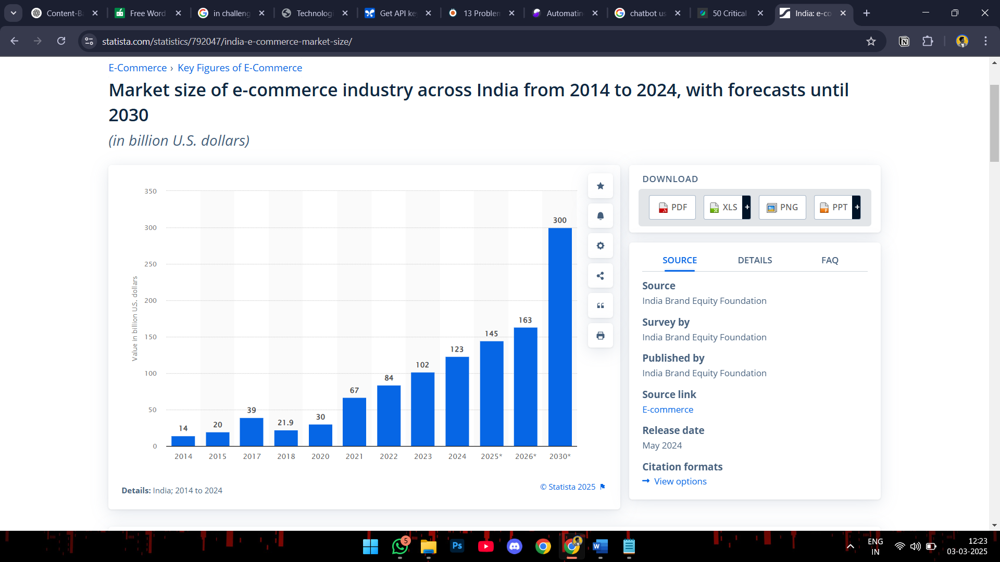 Content-B
Free Word
in challeng
Technolog
Get API ke
13 Problen
Automatin
chatbot us
50 Critical
India: e-co
statista.com/statistics/792047/india-e-commerce-market-size/
E-Commerce › Key Figures of E-Commerce
Market size of e-commerce industry across India from 2014 to 2024, with forecasts until
2030
(in billion U.S. dollars)
Value in billion U.S. dollars
350
300
250
200
150
100
50
0
14
20
39
21.9
30
67
84
102
123
145
163
300
2014 2015 2017 2018 2020 2021 2022 2023 2024 2025* 2026* 2030*
Details: India; 2014 to 2024
© Statista 2025
DOWNLOAD
PDF XLS + PNG PPT +
SOURCE DETAILS FAQ
Source
India Brand Equity Foundation
Survey by
India Brand Equity Foundation
Published by
India Brand Equity Foundation
Source link
E-commerce
Release date
May 2024
Citation formats
View options
5
Ps
W
ENG
IN
12:23
03-03-2025